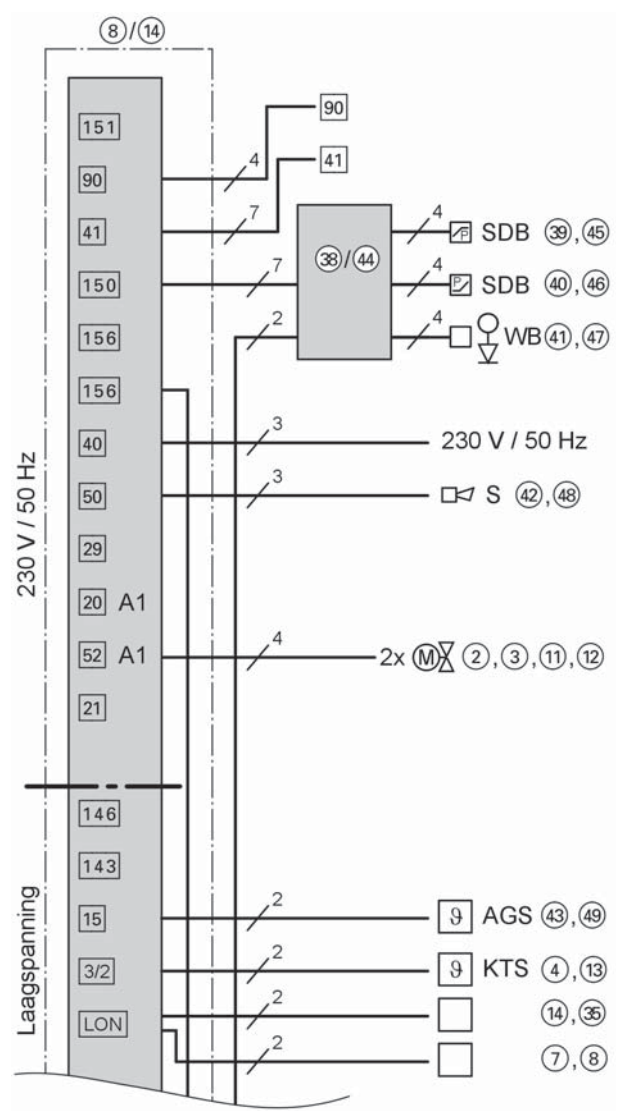 8/14
151
90
4
90
90
41
7
41
4
SDB 39, 45
38/44
150
7
4
SDB 40, 46
156
2
4
WB 41, 47
156
40
3
230 V / 50 Hz
50
3
S 42, 48
230 V / 50 Hz
29
20 A1
52 A1
4
2x M 2, 3, 11, 12
21
146
143
Laagspanning
15
2
ϑ AGS 43, 49
3/2
2
ϑ KTS 4, 13
LON
2
14, 35
2
7, 8